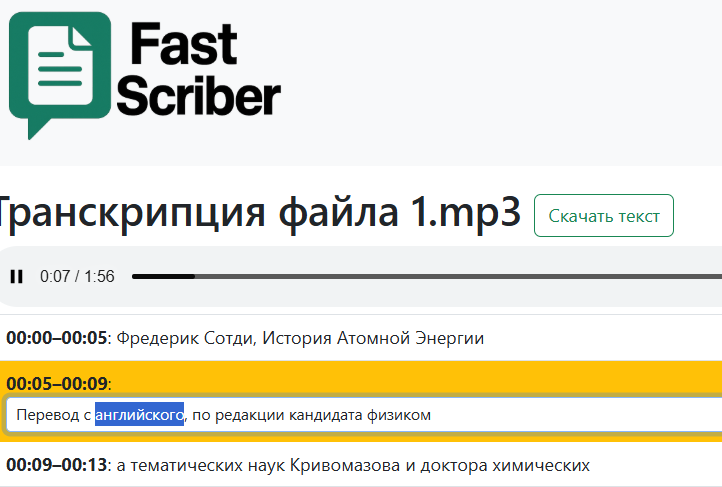 Fast
Scriber
Транскрипция файла 1.mp3 Скачать текст
0:07 / 1:56
00:00–00:05: Фредерик Сотди, История Атомной Энергии
00:05–00:09:
Перевод с английского, по редакции кандидата физиком
00:09–00:13: а тематических наук Кривомазова и доктора химических